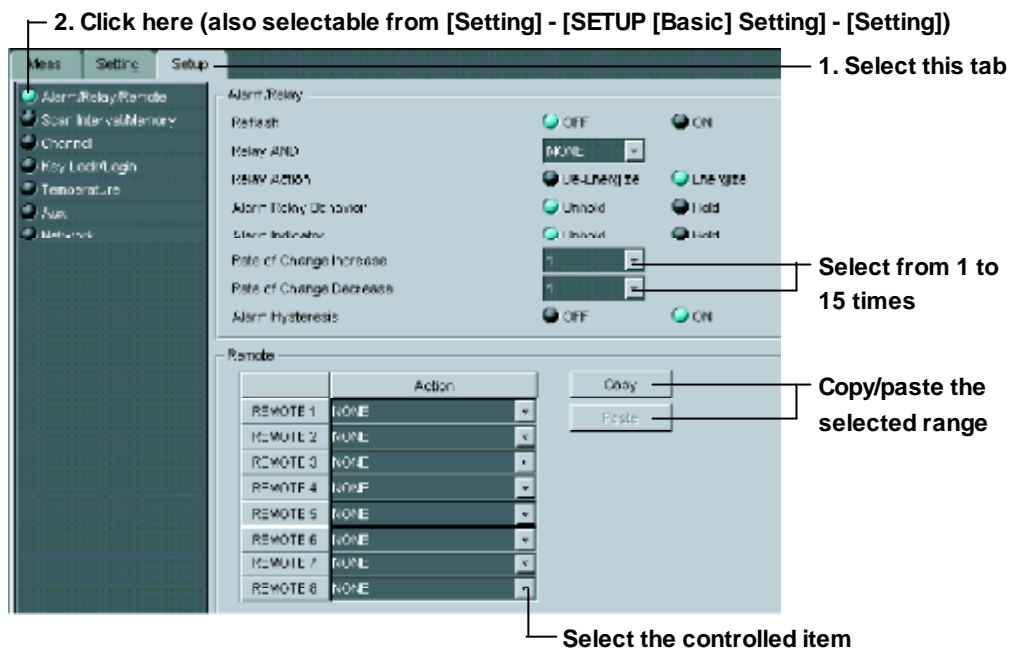 2. Click here (also selectable from [Setting] - [SETUP [Basic] Setting] - [Setting])
Meas Setting Setup
1. Select this tab
Alarm/Relay/Remote
Scan Interval/Memory
Channel
Key Lock/Login
Temperature
Aux
Network
Alarm/Relay
Reflash OFF ON
Relay AND NONE
Relay Action De-Energize Energize
Alarm Relay Behavior Unhold Hold
Alarm Indicator Unhold Hold
Rate of Change Increase 1
Rate of Change Decrease 1
Select from 1 to
15 times
Alarm Hysteresis OFF ON
Remote
Action
Copy
Paste
Copy/paste the
selected range
REMOTE 1 NONE
REMOTE 2 NONE
REMOTE 3 NONE
REMOTE 4 NONE
REMOTE 5 NONE
REMOTE 6 NONE
REMOTE 7 NONE
REMOTE 8 NONE
Select the controlled item